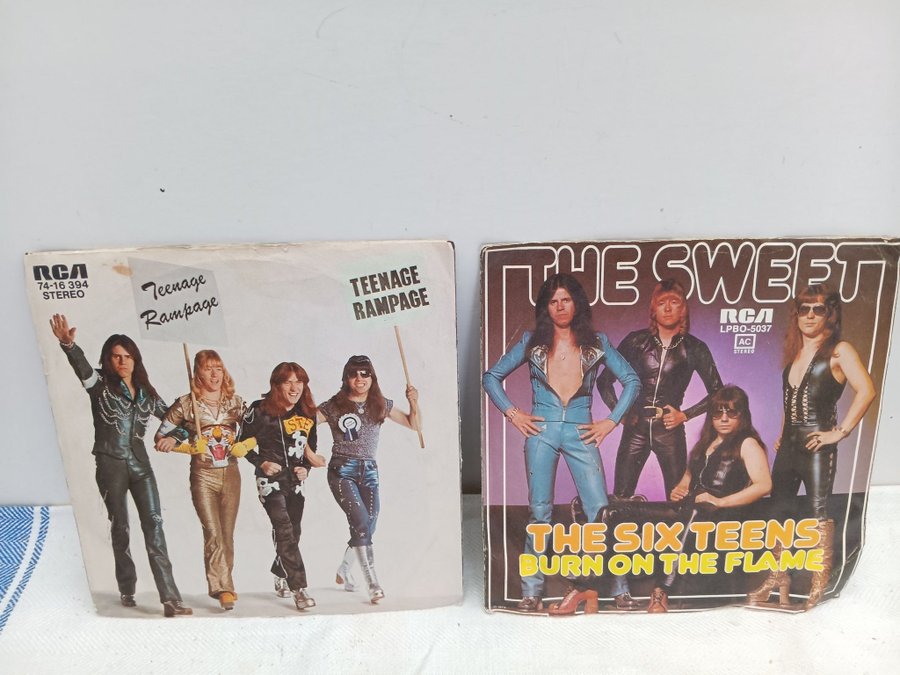 RCA
74-16 394
STEREO
Teenage
Rampage
TEENAGE
RAMPAGE
STE
THE SWEET
RCA
LPBO-5037
AC
STEREO
THE SIX TEENS
BURN ON THE FLAME